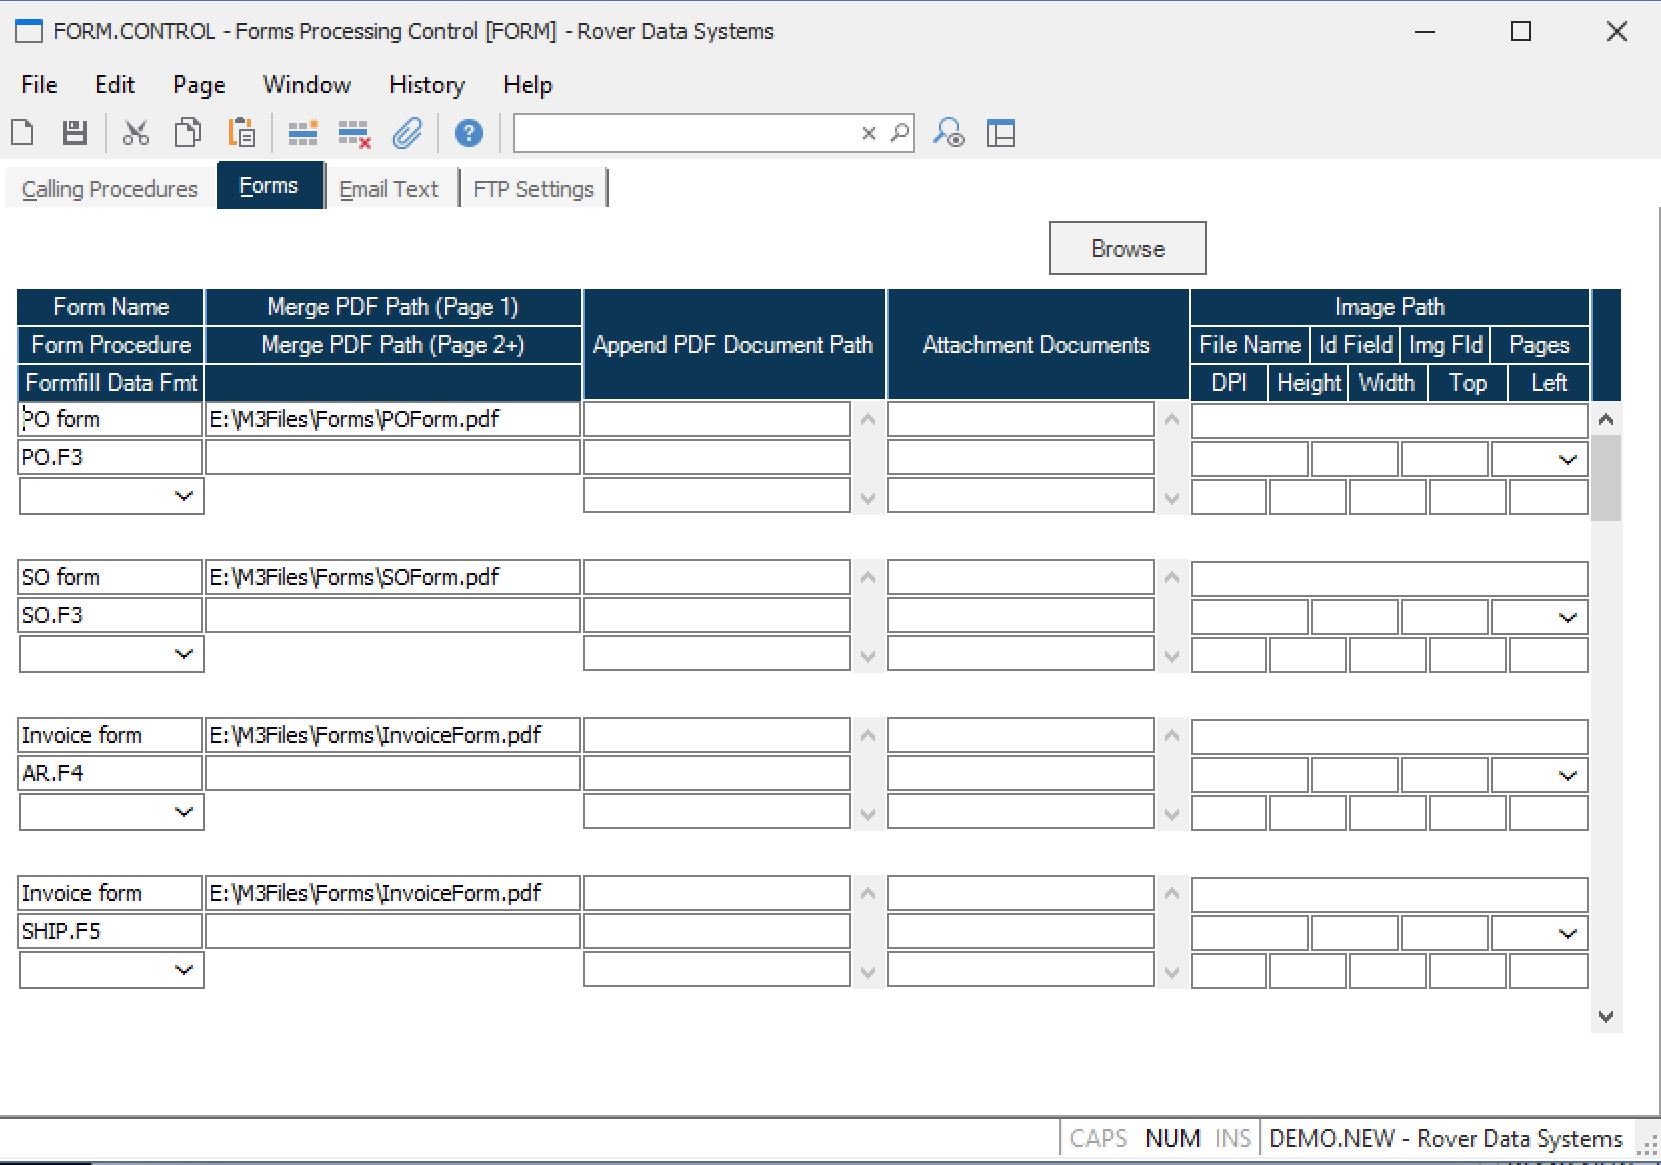 FORM.CONTROL - Forms Processing Control [FORM] - Rover Data Systems
File Edit Page Window History Help
Calling Procedures Forms Email Text FTP Settings
Browse
Form Name Merge PDF Path (Page 1) Image Path
Form Procedure Merge PDF Path (Page 2+) Append PDF Document Path Attachment Documents File Name Id Field Img Fld Pages
Formfill Data Fmt DPI Height Width Top Left
PO form E:\M3Files\Forms\POForm.pdf
PO.F3
SO form E:\M3Files\Forms\SOForm.pdf
SO.F3
Invoice form E:\M3Files\Forms\InvoiceForm.pdf
AR.F4
Invoice form E:\M3Files\Forms\InvoiceForm.pdf
SHIP.F5
CAPS NUM INS DEMO.NEW - Rover Data Systems